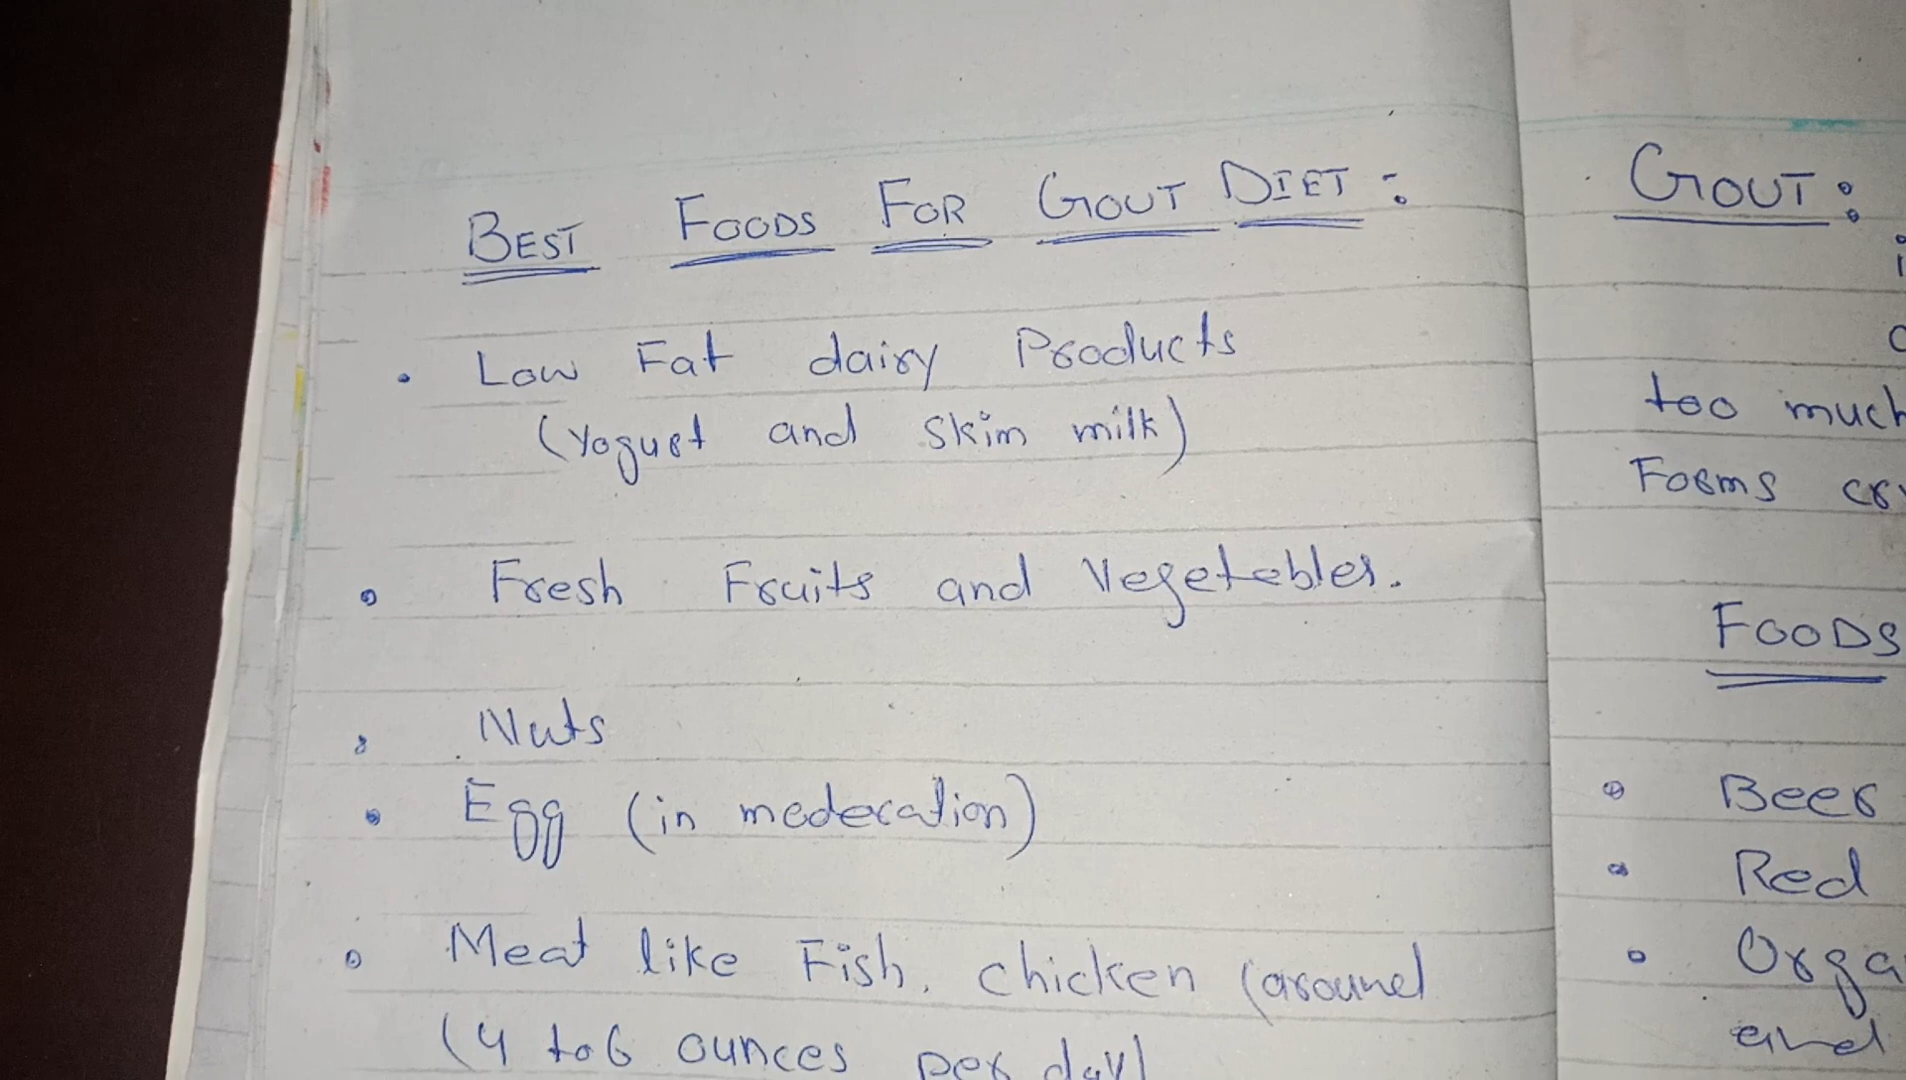 BEST FOODS FOR GOUT DIET :
• Low Fat dairy Products
(Yogurt and skim milk)
• Fresh Fruits and Vegetables.
• Nuts
• Egg (in moderation)
• Meat like Fish, chicken (around
(4 to 6 ounces per day)
GOUT :
too much
Forms
FOODS
• Beer
• Red
•
and